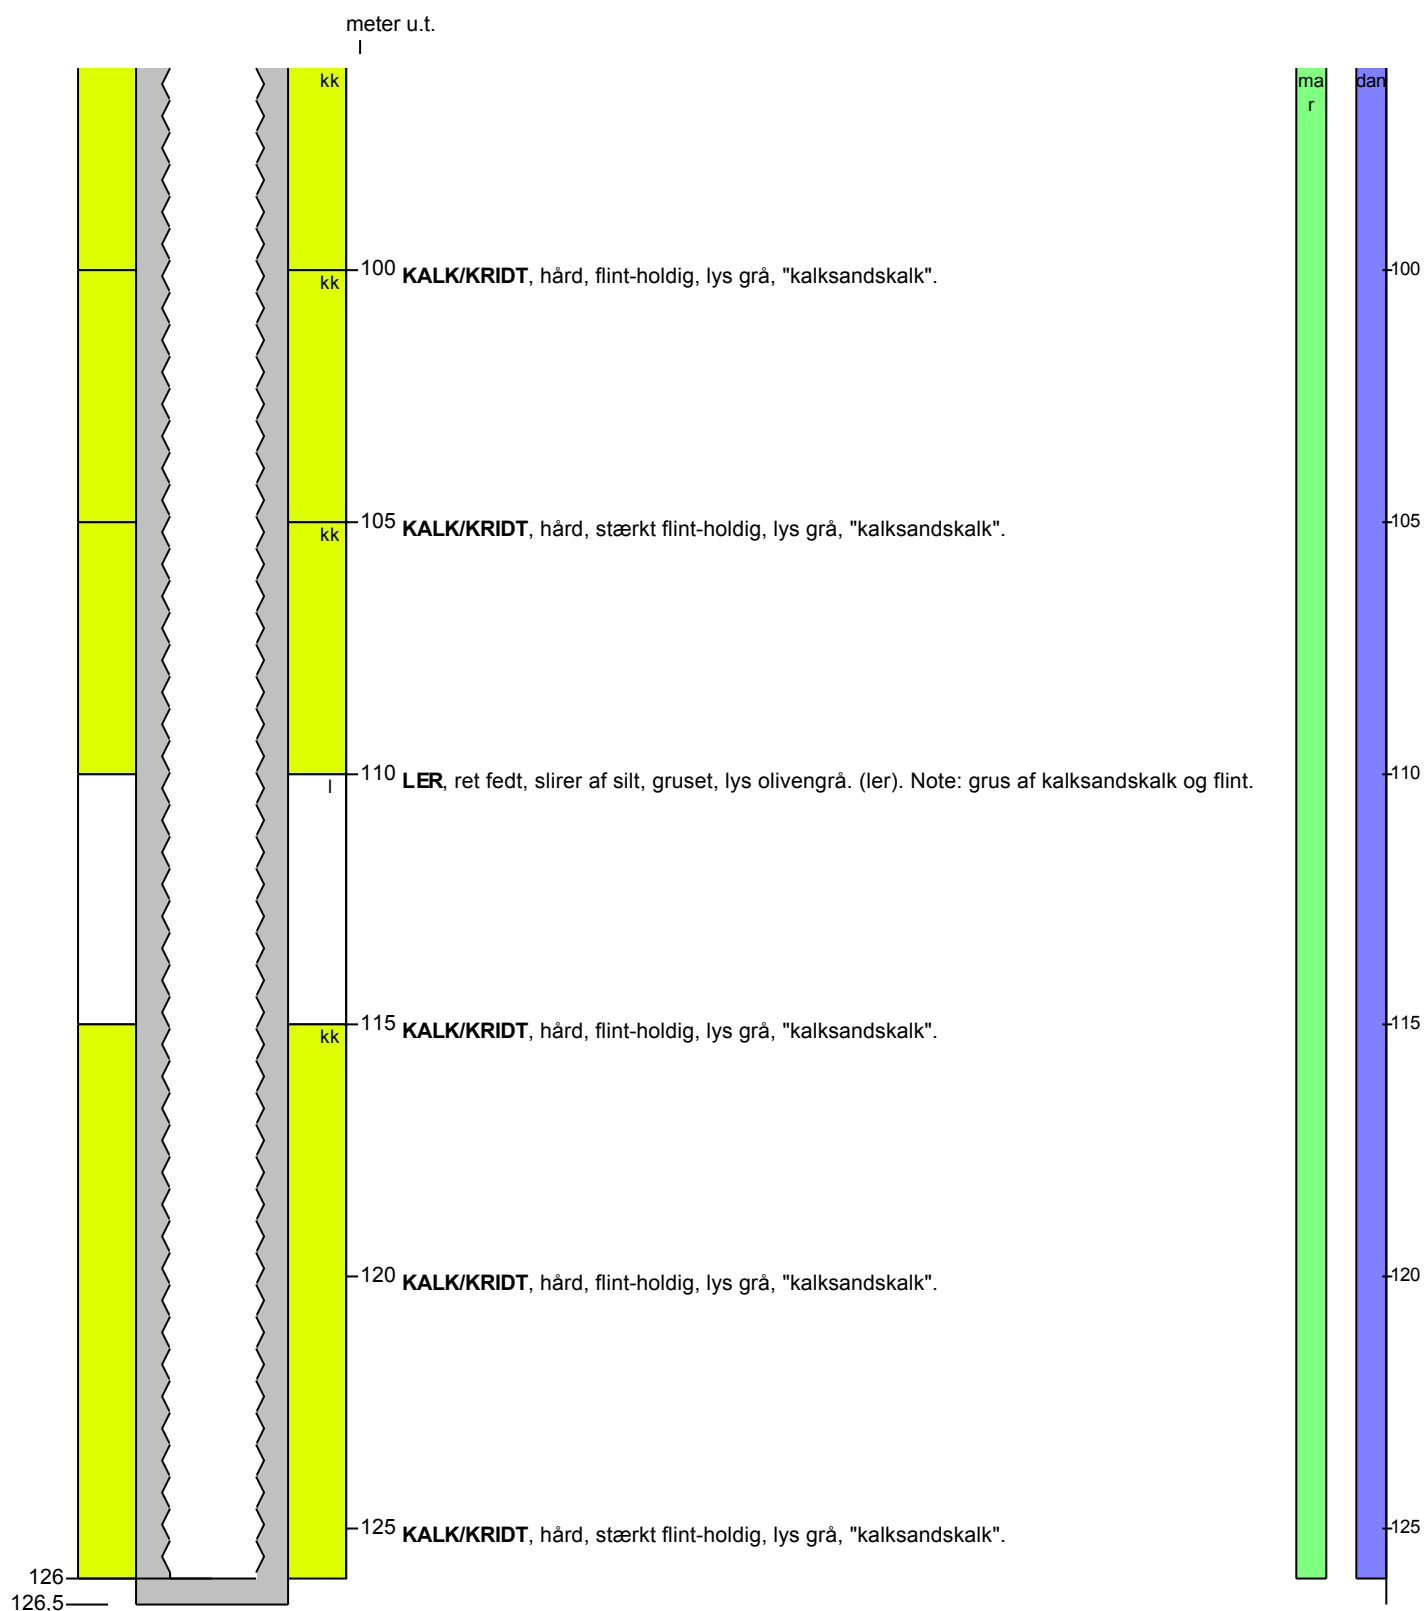 meter u.t.
kk
ma
r
dan
100 KALK/KRIDT, hård, flint-holdig, lys grå, "kalksandskalk". 100
kk
105 KALK/KRIDT, hård, stærkt flint-holdig, lys grå, "kalksandskalk". 105
kk
110 LER, ret fedt, slirer af silt, gruset, lys olivengrå. (ler). Note: grus af kalksandskalk og flint. 110
l
115 KALK/KRIDT, hård, flint-holdig, lys grå, "kalksandskalk". 115
kk
120 KALK/KRIDT, hård, flint-holdig, lys grå, "kalksandskalk". 120
125 KALK/KRIDT, hård, stærkt flint-holdig, lys grå, "kalksandskalk". 125
126
126,5